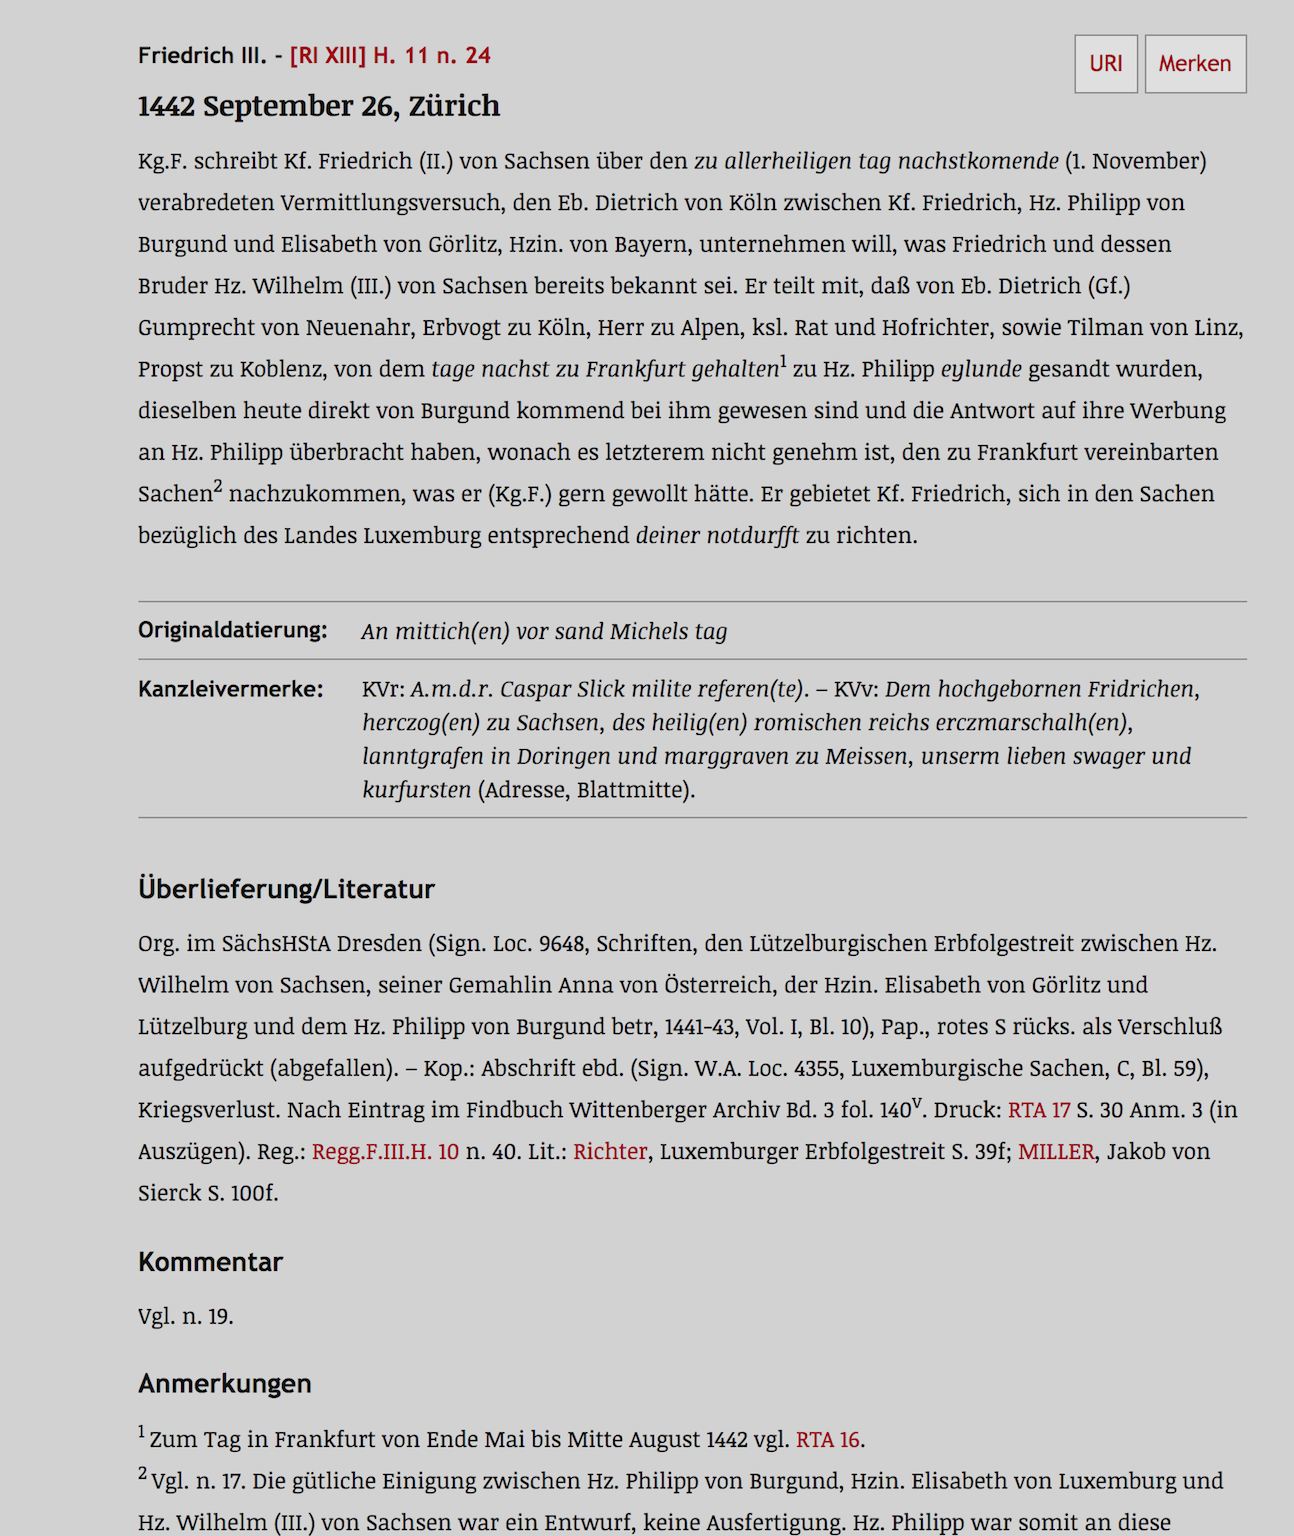 Friedrich III. - [RI XIII] H. 11 n. 24
URI
Merken
1442 September 26, Zürich
Kg.F. schreibt Kf. Friedrich (II.) von Sachsen über den zu allerheiligen tag nachstkomende (1. November)
verabredeten Vermittlungsversuch, den Eb. Dietrich von Köln zwischen Kf. Friedrich, Hz. Philipp von
Burgund und Elisabeth von Görlitz, Hzin. von Bayern, unternehmen will, was Friedrich und dessen
Bruder Hz. Wilhelm (III.) von Sachsen bereits bekannt sei. Er teilt mit, daß von Eb. Dietrich (Gf.)
Gumprecht von Neuenahr, Erbvogt zu Köln, Herr zu Alpen, ksl. Rat und Hofrichter, sowie Tilman von Linz,
Propst zu Koblenz, von dem tage nachst zu Frankfurt gehalten¹ zu Hz. Philipp eylunde gesandt wurden,
dieselben heute direkt von Burgund kommend bei ihm gewesen sind und die Antwort auf ihre Werbung
an Hz. Philipp überbracht haben, wonach es letzterem nicht genehm ist, den zu Frankfurt vereinbarten
Sachen² nachzukommen, was er (Kg.F.) gern gewollt hätte. Er gebietet Kf. Friedrich, sich in den Sachen
bezüglich des Landes Luxemburg entsprechend deiner notdurfft zu richten.
Originaldatierung: An mittich(en) vor sand Michels tag
Kanzleivermerke: KVr: A.m.d.r. Caspar Slick milite referen(te). – KVv: Dem hochgebornen Fridrichen,
herczog(en) zu Sachsen, des heilig(en) romischen reichs erczmarschalh(en),
lanntgrafen in Doringen und marggraven zu Meissen, unserm lieben swager und
kurfursten (Adresse, Blattmitte).
Überlieferung/Literatur
Org. im SächsHStA Dresden (Sign. Loc. 9648, Schriften, den Lützelburgischen Erbfolgestreit zwischen Hz.
Wilhelm von Sachsen, seiner Gemahlin Anna von Österreich, der Hzin. Elisabeth von Görlitz und
Lützelburg und dem Hz. Philipp von Burgund betr, 1441-43, Vol. I, Bl. 10), Pap., rotes S rücks. als Verschluß
aufgedrückt (abgefallen). – Kop.: Abschrift ebd. (Sign. W.A. Loc. 4355, Luxemburgische Sachen, C, Bl. 59),
Kriegsverlust. Nach Eintrag im Findbuch Wittenberger Archiv Bd. 3 fol. 140ᵛ. Druck: RTA 17 S. 30 Anm. 3 (in
Auszügen). Reg.: Regg.F.III.H. 10 n. 40. Lit.: Richter, Luxemburger Erbfolgestreit S. 39f; MILLER, Jakob von
Sierck S. 100f.
Kommentar
Vgl. n. 19.
Anmerkungen
¹ Zum Tag in Frankfurt von Ende Mai bis Mitte August 1442 vgl. RTA 16.
² Vgl. n. 17. Die gütliche Einigung zwischen Hz. Philipp von Burgund, Hzin. Elisabeth von Luxemburg und
Hz. Wilhelm (III.) von Sachsen war ein Entwurf, keine Ausfertigung. Hz. Philipp war somit an diese